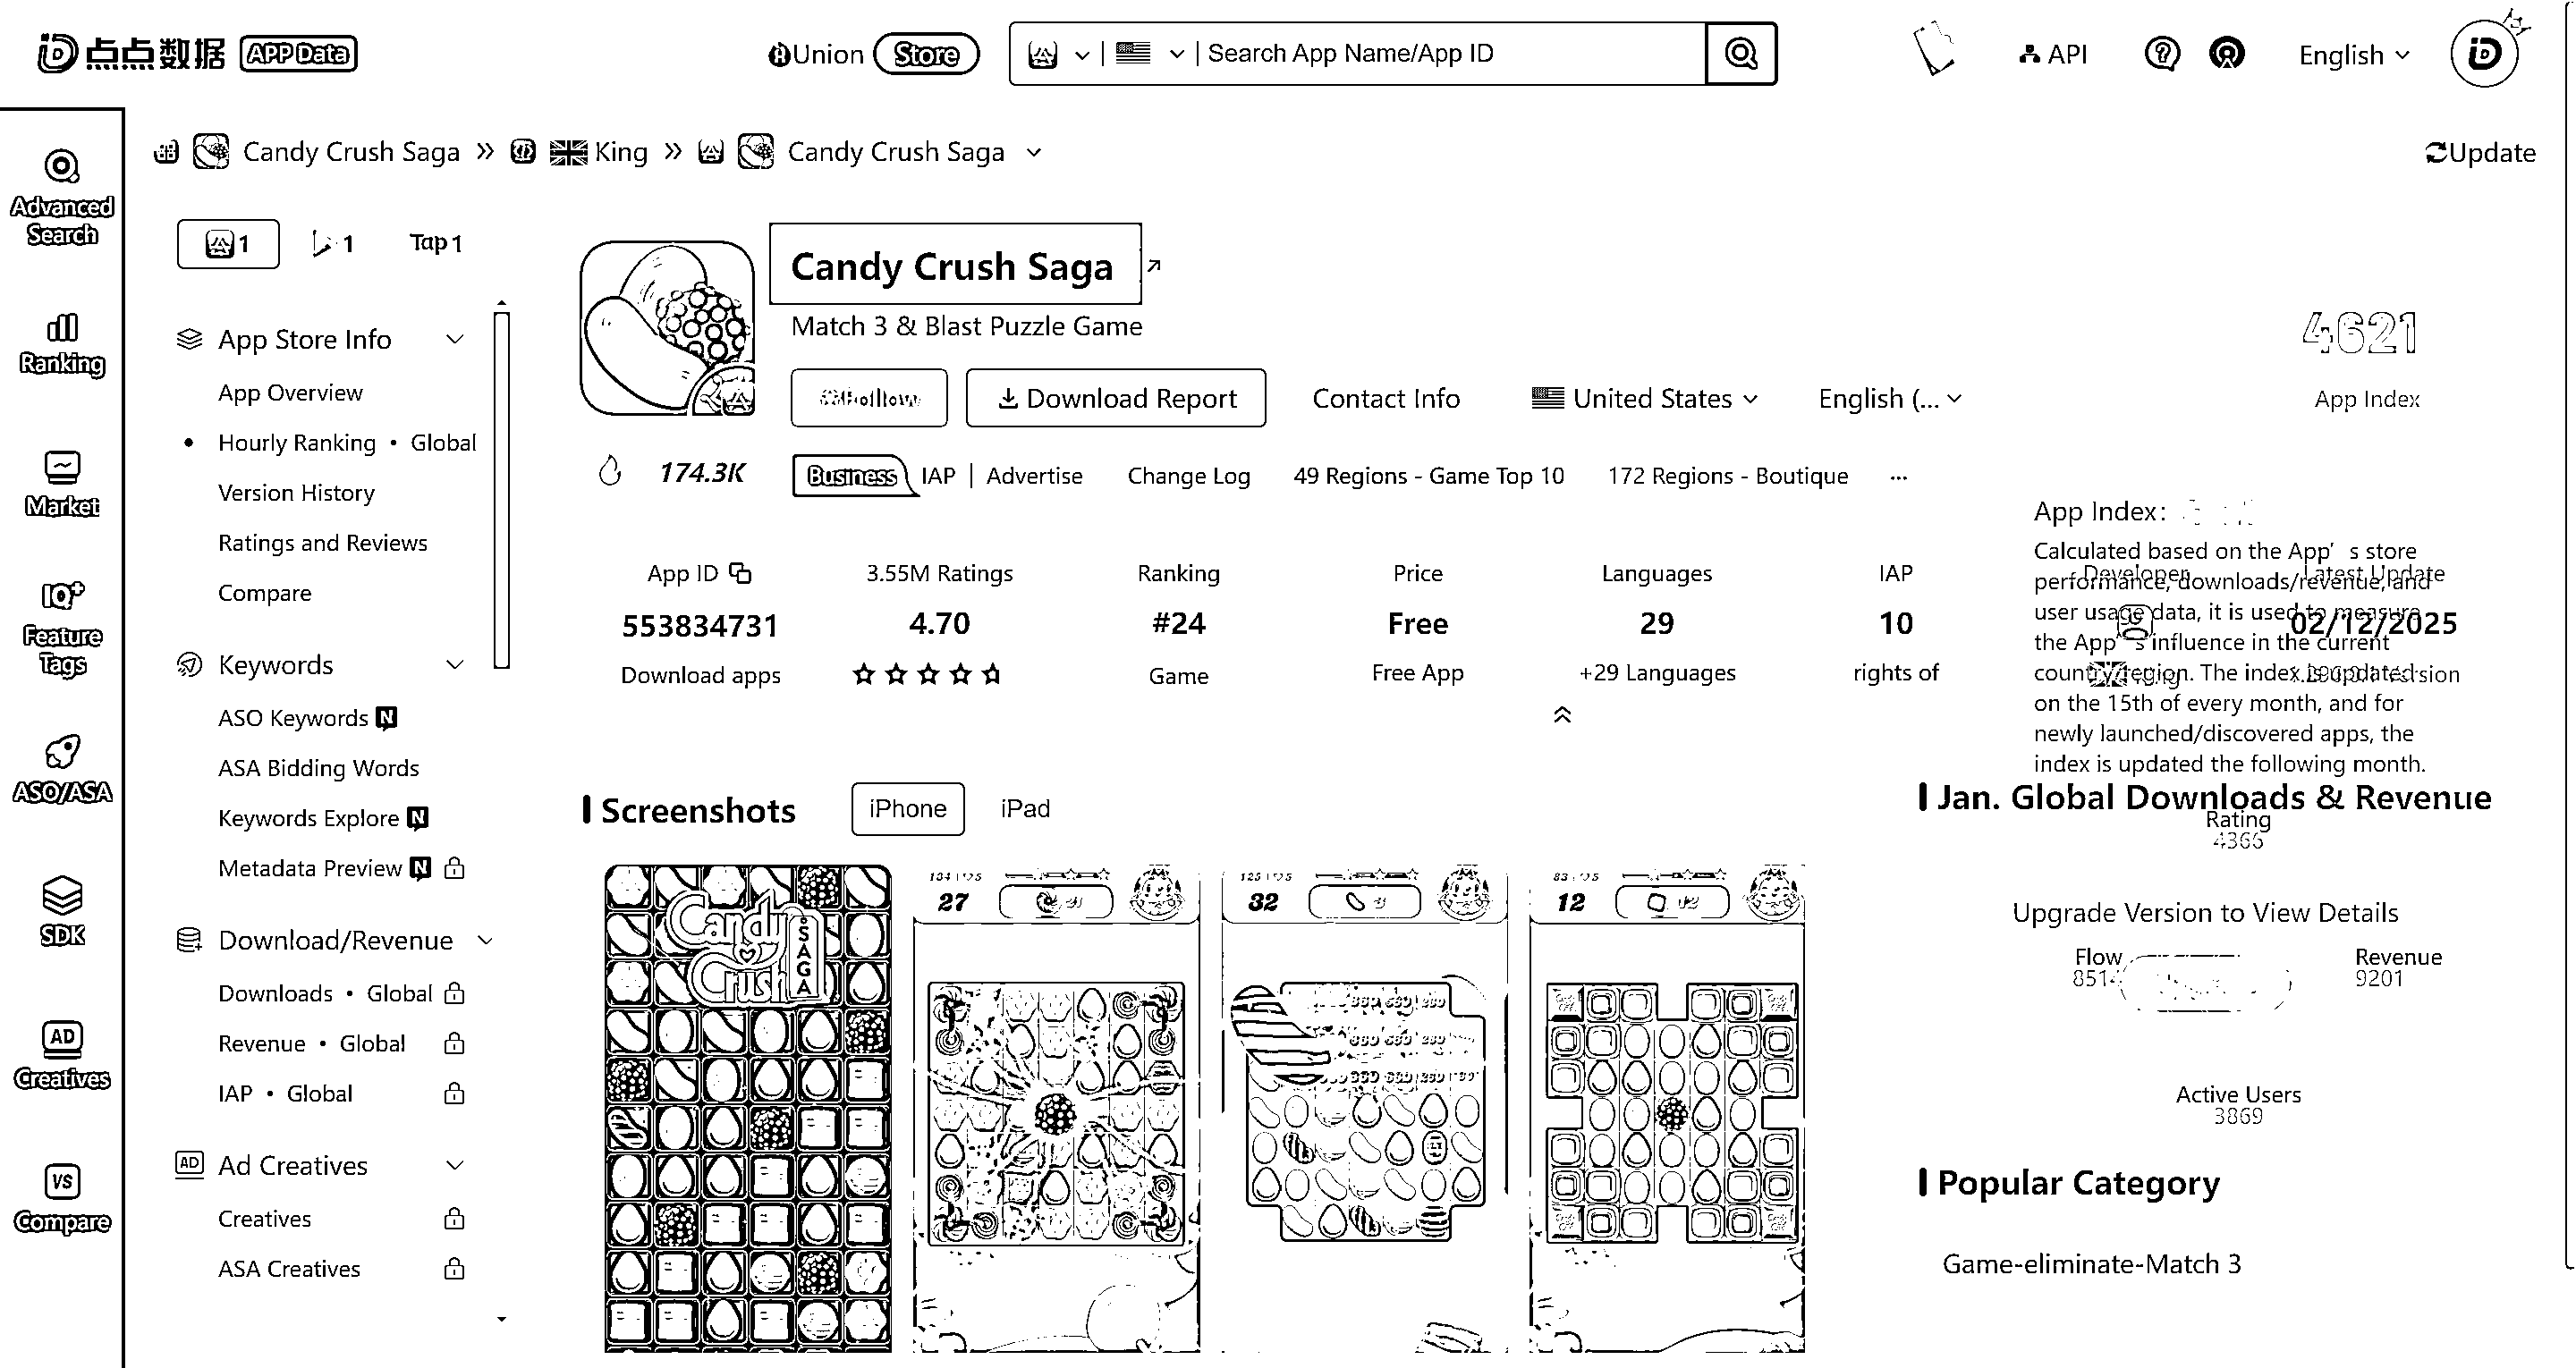 点点数据 APP Data
Union Store
Search App Name/App ID
API
English
Candy Crush Saga » King » Candy Crush Saga
Update
Advanced Search
Ranking
Market
IQ+
Feature Tags
ASO/ASA
SDK
AD
Creatives
VS
Compare
1 1 Tap 1
App Store Info
App Overview
Hourly Ranking • Global
Version History
Ratings and Reviews
Compare
Keywords
ASO Keywords N
ASA Bidding Words
Keywords Explore N
Metadata Preview N
Download/Revenue
Downloads • Global
Revenue • Global
IAP • Global
AD Ad Creatives
Creatives
ASA Creatives
Candy Crush Saga
Match 3 & Blast Puzzle Game
Follow
Download Report
Contact Info
United States
English (...
4621
App Index
174.3K
Business IAP | Advertise
Change Log
49 Regions - Game Top 10
172 Regions - Boutique
...
App ID
553834731
Download apps
3.55M Ratings
4.70
Ranking
#24
Game
Price
Free
Free App
Languages
29
+29 Languages
IAP
10
rights of
Developer
Latest Update
02/12/2025
App Index:
Calculated based on the App's store
performance, downloads/revenue, and
user usage data, it is used to measure
the App's influence in the current
country/region. The index is updated
on the 15th of every month, and for
newly launched/discovered apps, the
index is updated the following month.
Screenshots
iPhone
iPad
Candy Crush SAGA
27
32
12
Jan. Global Downloads & Revenue
Rating
4366
Upgrade Version to View Details
Flow
8514
Revenue
9201
Active Users
3869
Popular Category
Game-eliminate-Match 3